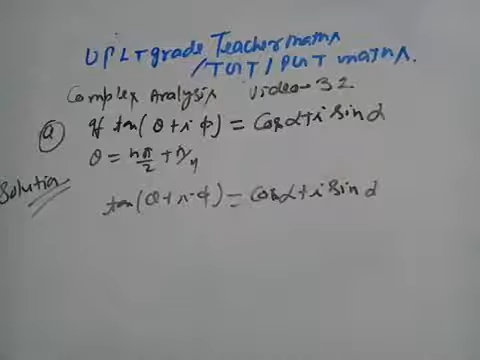 UP LT grade Teacher maths
/TGT/PGT maths.
Complex Analysis Video-32
Q If tan(θ+iφ) = Cosα+i Sinα
θ = nπ/2 + π/4
Solution
tan(θ+iφ) = Cosα+i Sinα